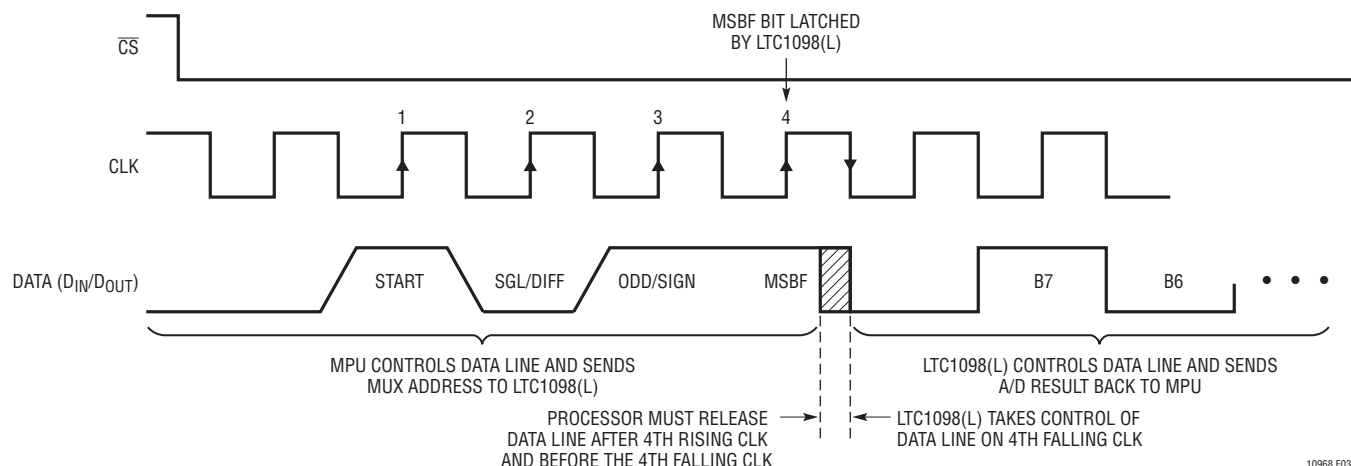 MSBF BIT LATCHED
BY LTC1098(L)
CS
1 2 3 4
CLK
DATA (DIN/DOUT)
START SGL/DIFF ODD/SIGN MSBF B7 B6 • • •
MPU CONTROLS DATA LINE AND SENDS
MUX ADDRESS TO LTC1098(L)
LTC1098(L) CONTROLS DATA LINE AND SENDS
A/D RESULT BACK TO MPU
PROCESSOR MUST RELEASE
DATA LINE AFTER 4TH RISING CLK
AND BEFORE THE 4TH FALLING CLK
LTC1098(L) TAKES CONTROL OF
DATA LINE ON 4TH FALLING CLK
10968 F03